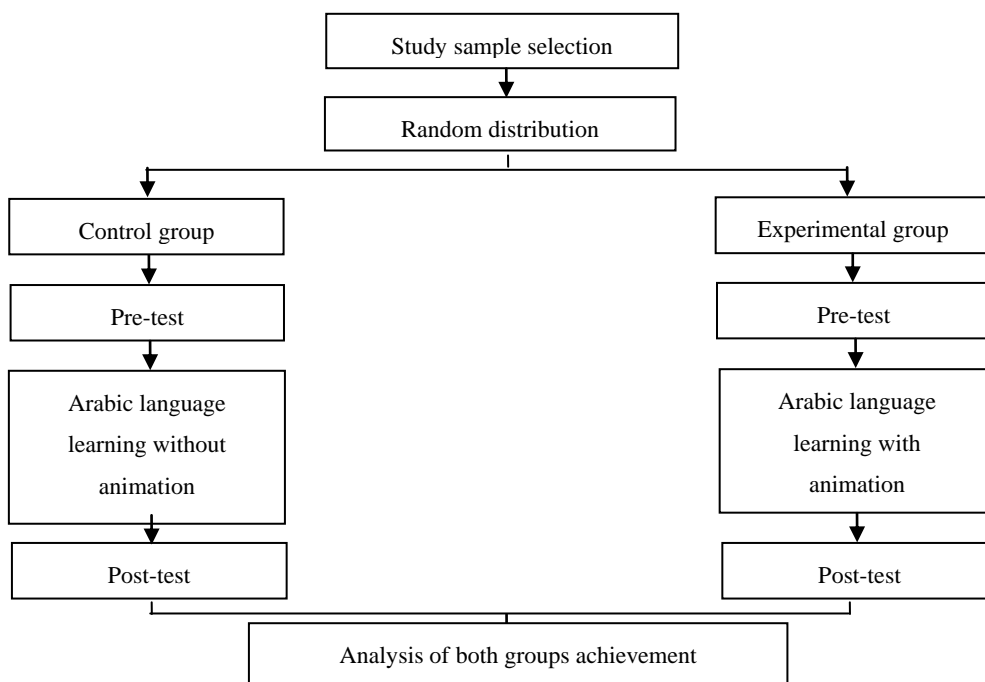 Study sample selection
Random distribution
Control group
Experimental group
Pre-test
Pre-test
Arabic language
learning without
animation
Arabic language
learning with
animation
Post-test
Post-test
Analysis of both groups achievement